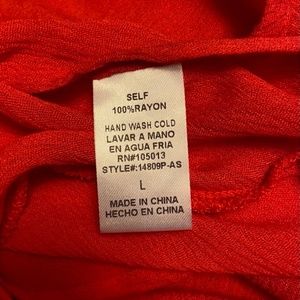 SELF
100%RAYON
HAND WASH COLD
LAVAR A MANO
EN AGUA FRIA
RN#105013
STYLE#:14809P-AS
L
MADE IN CHINA
HECHO EN CHINA